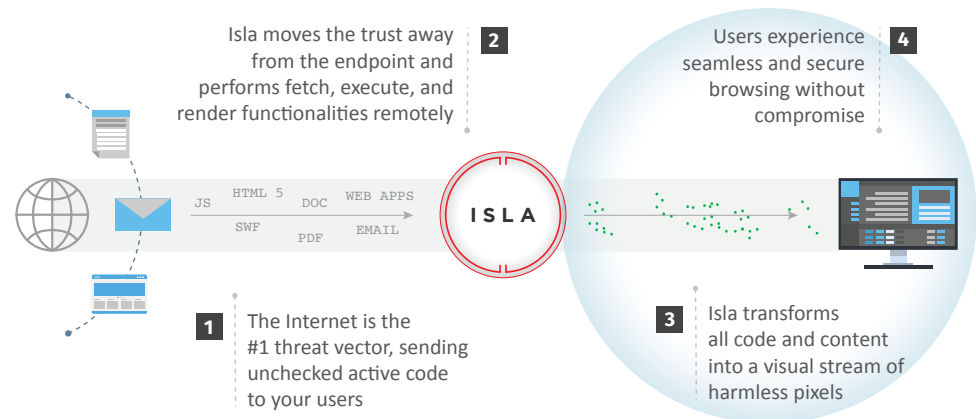 2
Isla moves the trust away
from the endpoint and
performs fetch, execute, and
render functionalities remotely
4
Users experience
seamless and secure
browsing without
compromise
JS
HTML 5
DOC
WEB APPS
SWF
PDF
EMAIL
ISLA
1
The Internet is the
#1 threat vector, sending
unchecked active code
to your users
3
Isla transforms
all code and content
into a visual stream of
harmless pixels